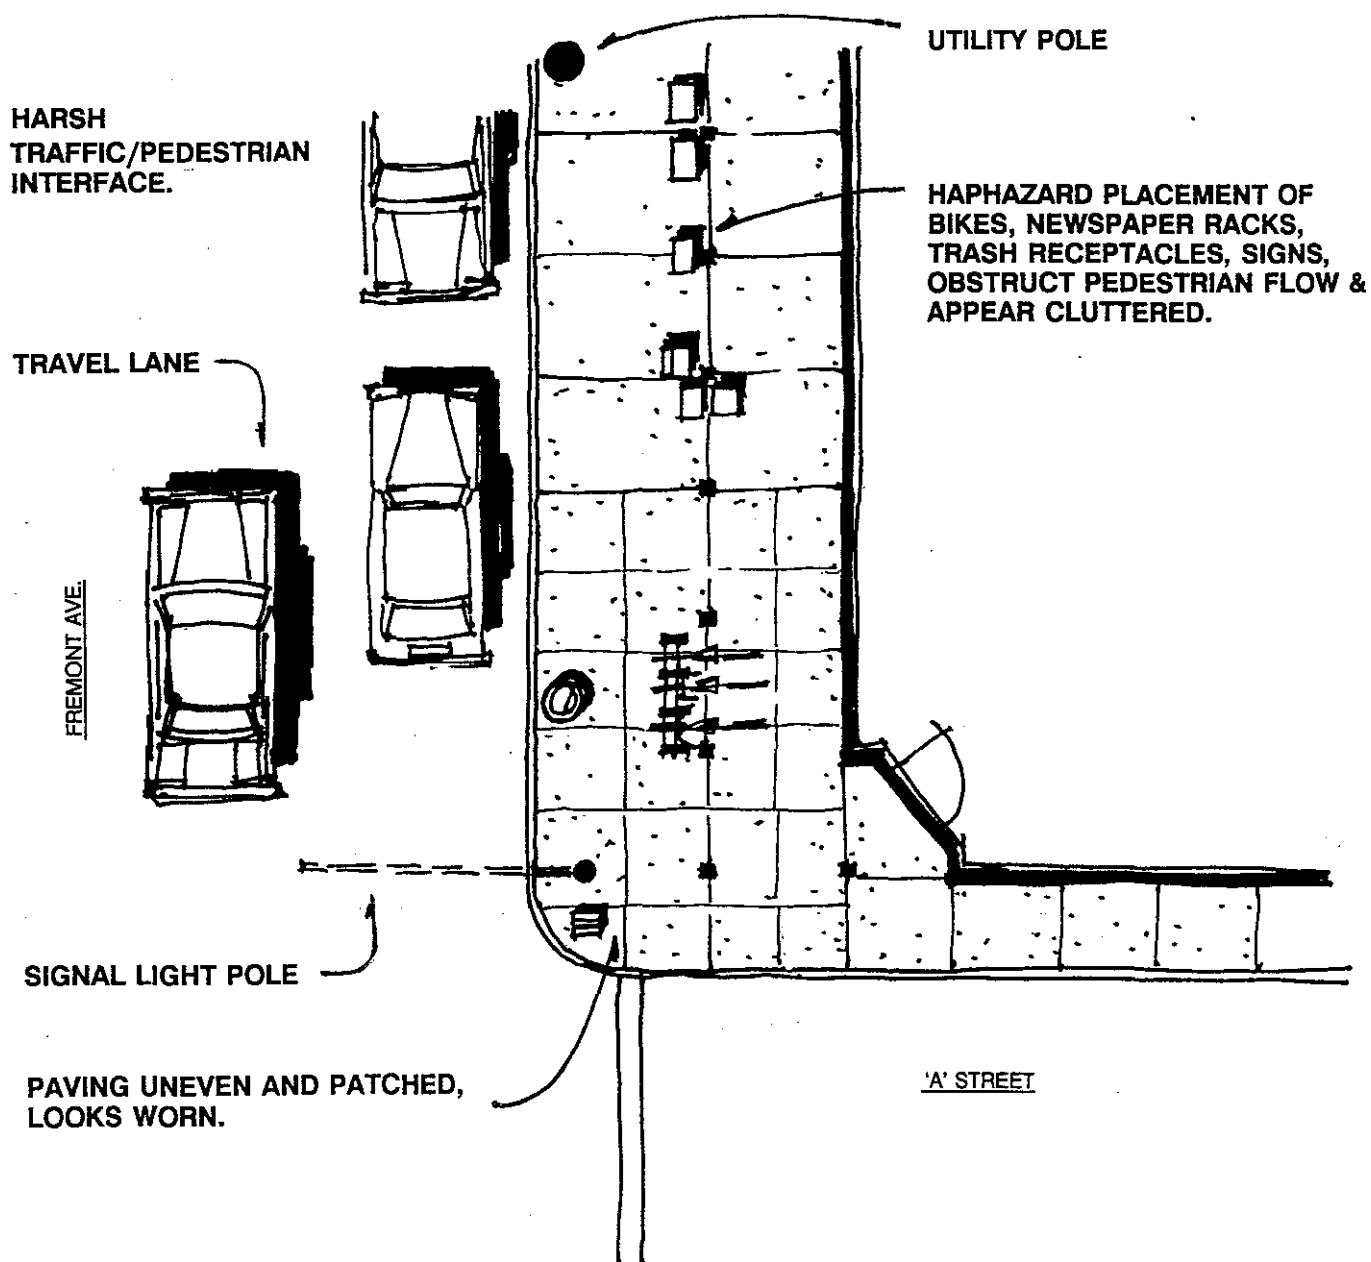 UTILITY POLE
HARSH
TRAFFIC/PEDESTRIAN
INTERFACE.
HAPHAZARD PLACEMENT OF
BIKES, NEWSPAPER RACKS,
TRASH RECEPTACLES, SIGNS,
OBSTRUCT PEDESTRIAN FLOW &
APPEAR CLUTTERED.
TRAVEL LANE
FREMONT AVE.
SIGNAL LIGHT POLE
PAVING UNEVEN AND PATCHED,
LOOKS WORN.
'A' STREET